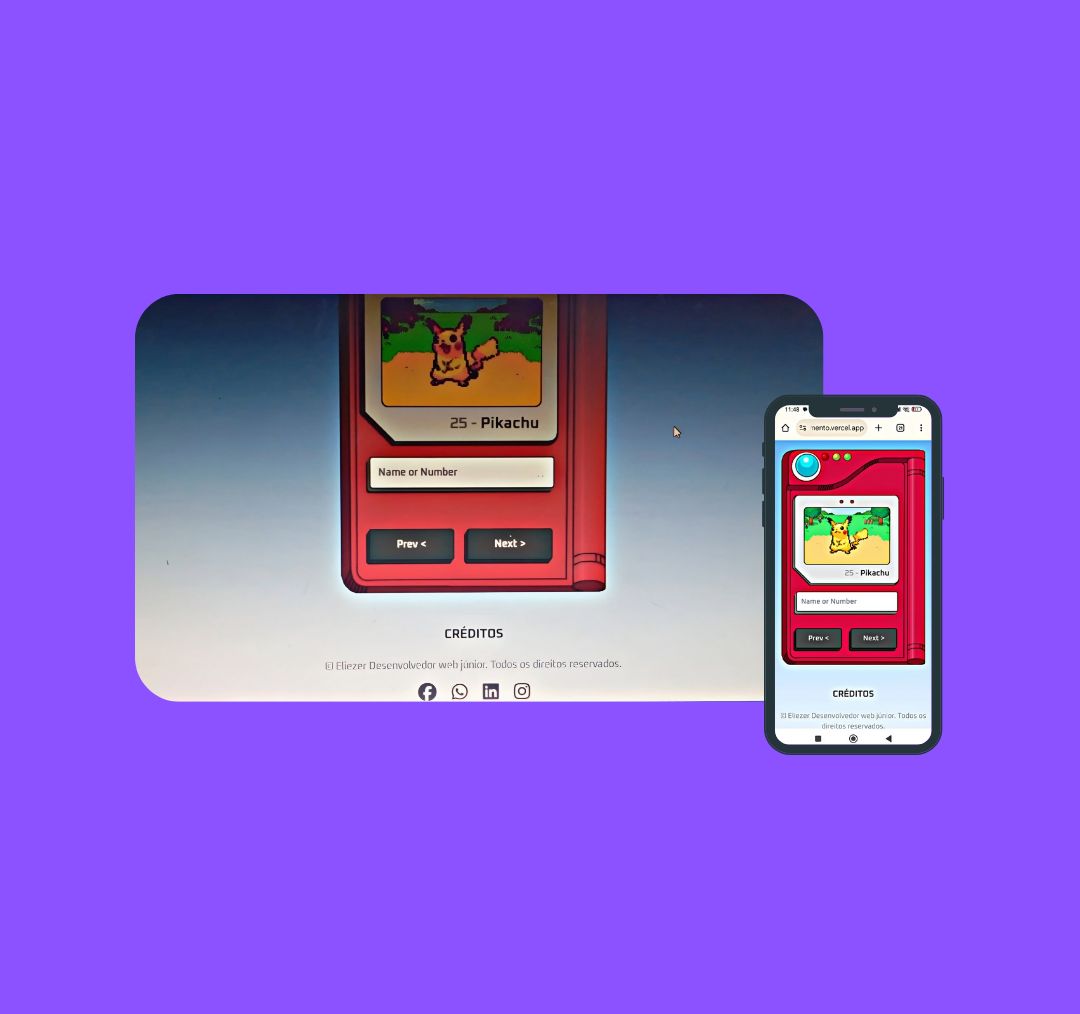 25 - Pikachu
Name or Number
Prev <
Next >
CRÉDITOS
© Eliezer Desenvolvedor web júnior. Todos os direitos reservados.
11:48
mento.vercel.app
25 - Pikachu
Name or Number
Prev <
Next >
CRÉDITOS
© Eliezer Desenvolvedor web júnior. Todos os
direitos reservados.